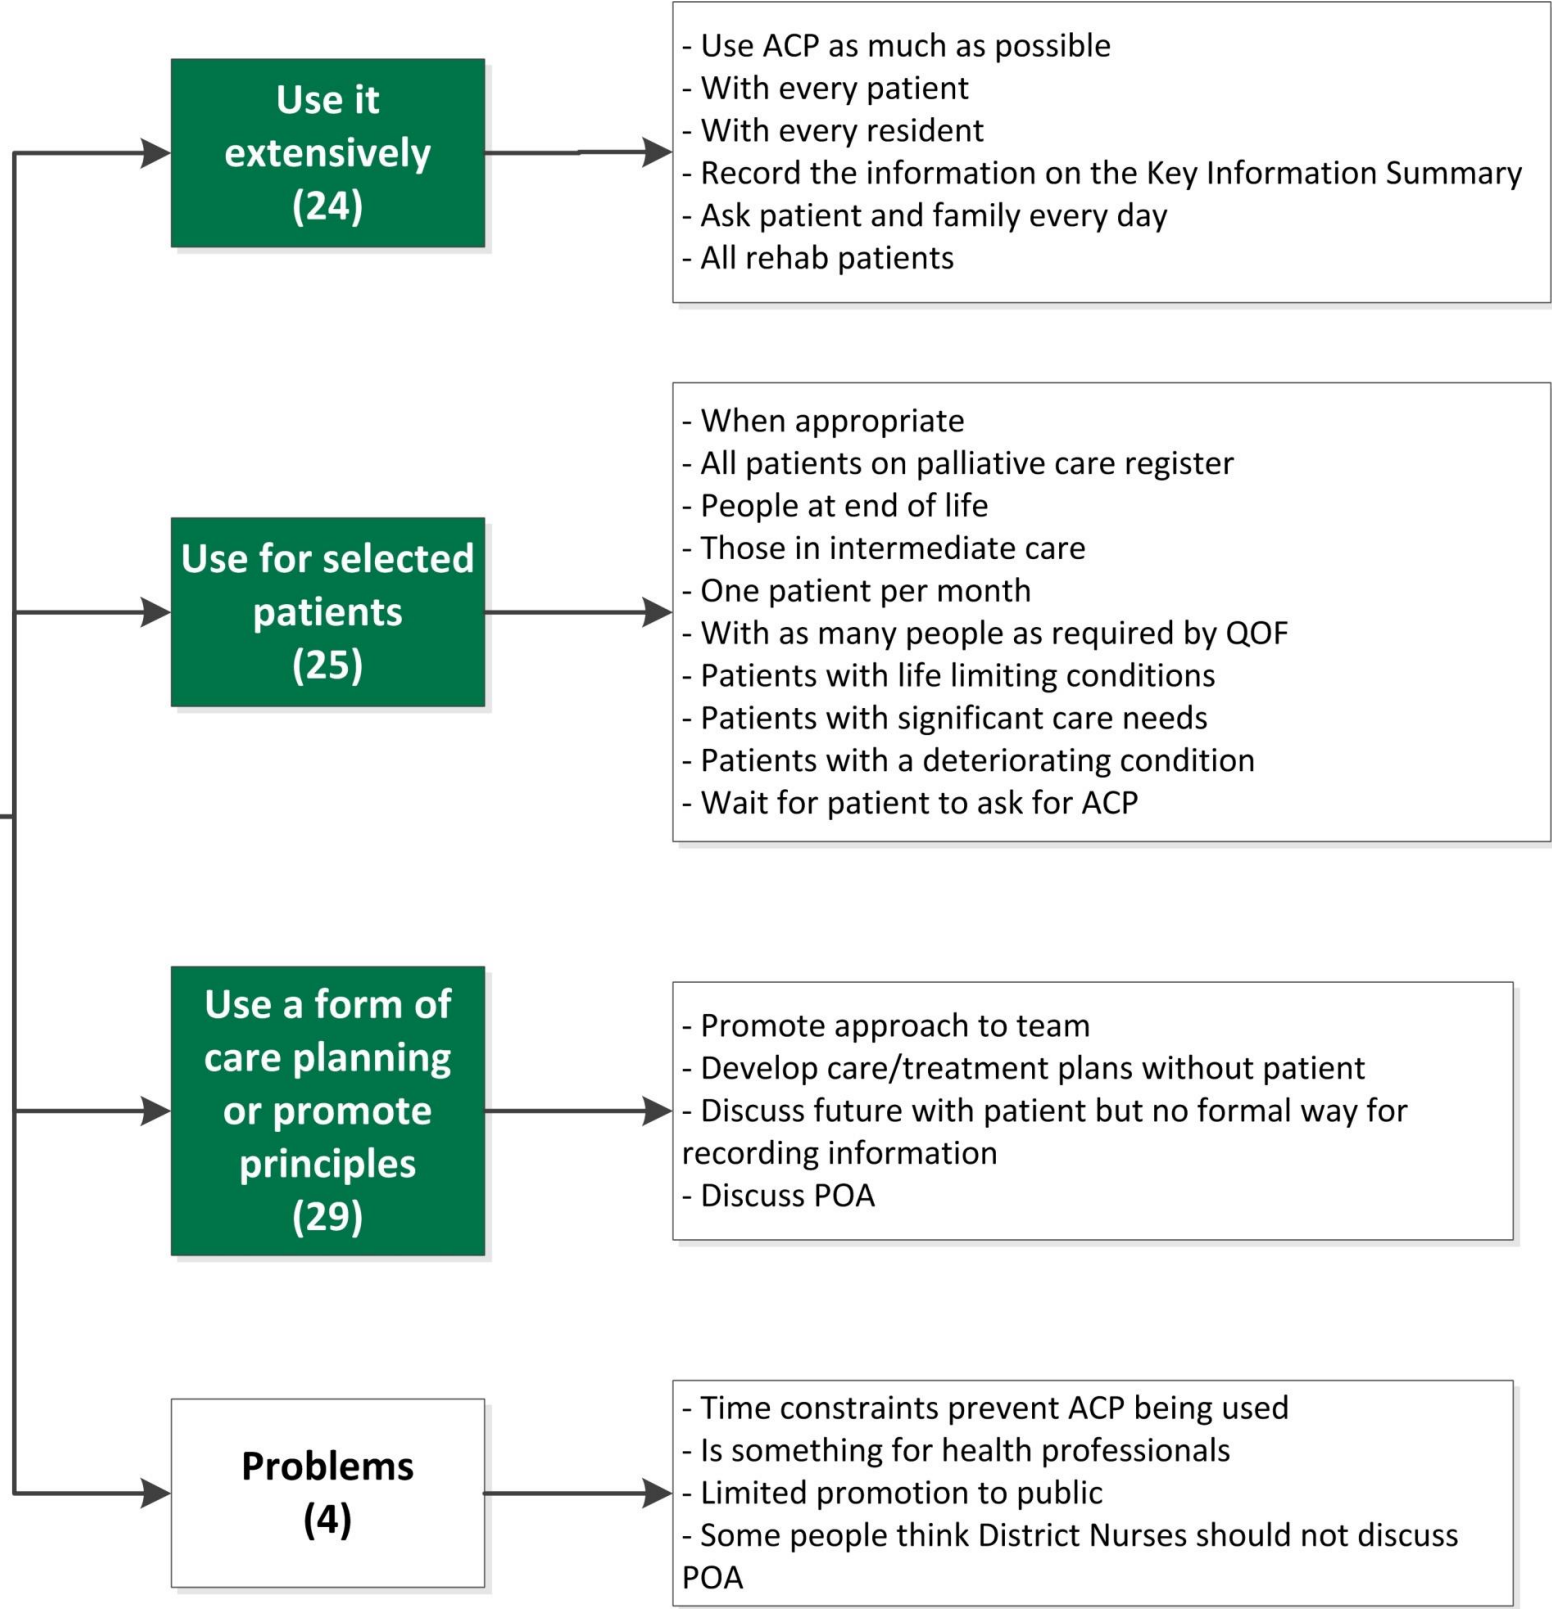 Use it
extensively
(24)
- Use ACP as much as possible
- With every patient
- With every resident
- Record the information on the Key Information Summary
- Ask patient and family every day
- All rehab patients
Use for selected
patients
(25)
- When appropriate
- All patients on palliative care register
- People at end of life
- Those in intermediate care
- One patient per month
- With as many people as required by QOF
- Patients with life limiting conditions
- Patients with significant care needs
- Patients with a deteriorating condition
- Wait for patient to ask for ACP
Use a form of
care planning
or promote
principles
(29)
- Promote approach to team
- Develop care/treatment plans without patient
- Discuss future with patient but no formal way for
recording information
- Discuss POA
Problems
(4)
- Time constraints prevent ACP being used
- Is something for health professionals
- Limited promotion to public
- Some people think District Nurses should not discuss
POA